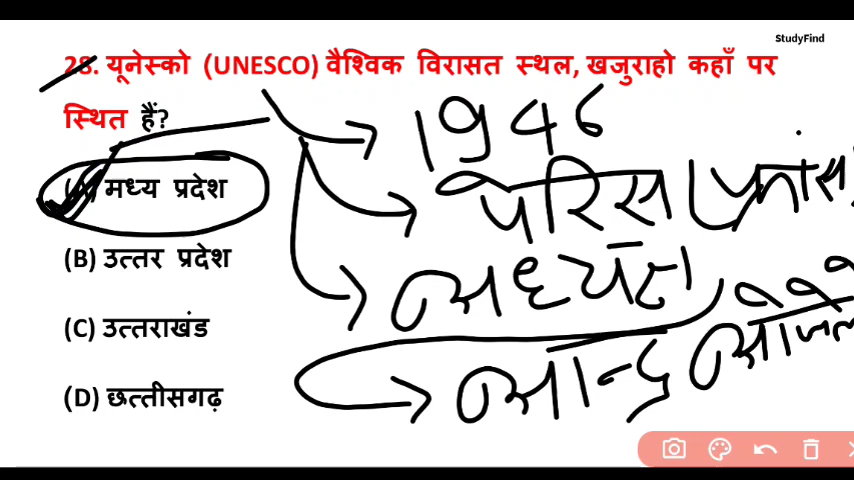 StudyFind
28. यूनेस्को (UNESCO) वैश्विक विरासत स्थल, खजुराहो कहाँ पर
स्थित हैं?
1946
(A) मध्य प्रदेश
पेरिस (फ्रांस)
(B) उत्तर प्रदेश
अध्यक्ष
(C) उत्तराखंड
आन्द्रे
(D) छत्तीसगढ़